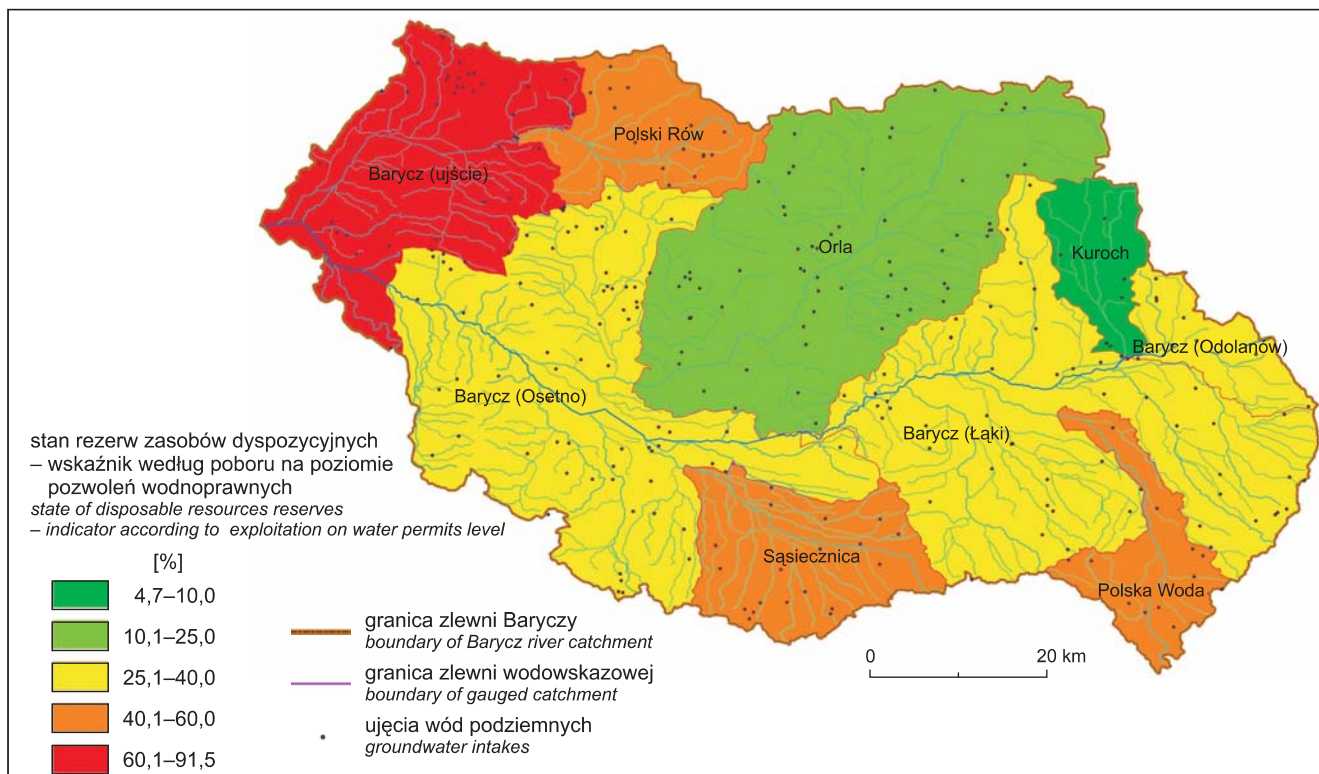 Polski Rów
Barycz (ujście)
Orla
Kuroch
Barycz (Odolanów)
Barycz (Osetno)
Barycz (Łąki)
Sąsiecznica
Polska Woda
stan rezerw zasobów dyspozycyjnych
– wskaźnik według poboru na poziomie
pozwoleń wodnoprawnych
state of disposable resources reserves
– indicator according to exploitation on water permits level
[%]
4,7–10,0
10,1–25,0
25,1–40,0
40,1–60,0
60,1–91,5
granica zlewni Baryczy
boundary of Barycz river catchment
granica zlewni wodowskazowej
boundary of gauged catchment
ujęcia wód podziemnych
groundwater intakes
0 20 km